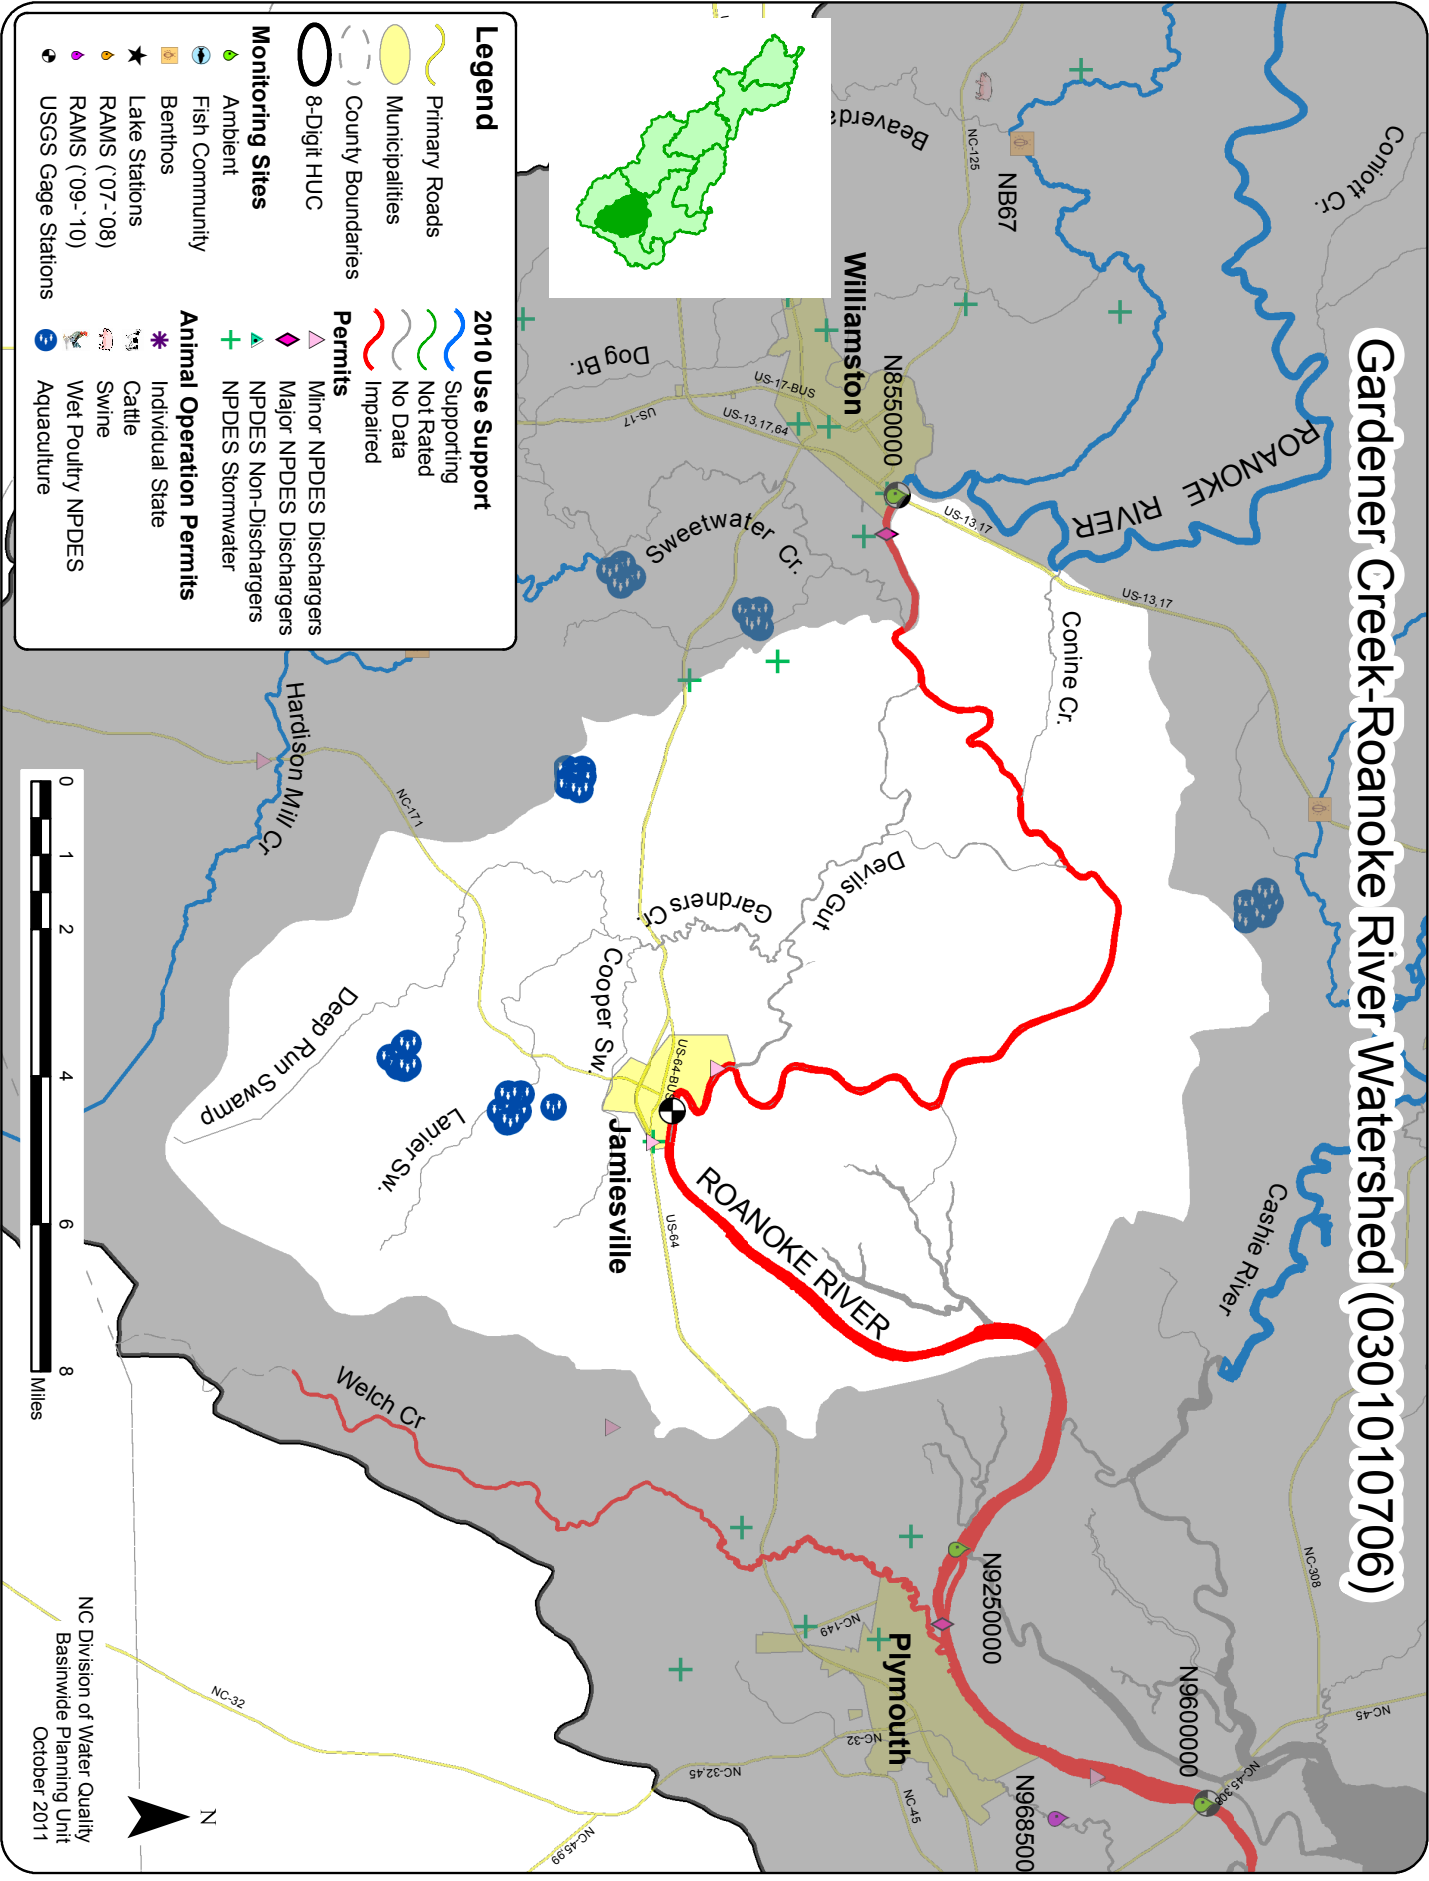 Gardener Creek-Roanoke River Watershed (0301010706)
Coniott Cr.
ROANOKE RIVER
Beaverda
NC-125
NB67
Williamston
N8550000
US-13,17
US-13,17
US-17-BUS
US-13,17,64
US-17
Dog Br.
Sweetwater Cr.
Conine Cr.
Devils Gut
Gardners Cr.
Cooper Sw.
US-64-BUS
Jamiesville
US-64
ROANOKE RIVER
Cashie River
NC-308
NC-45
NC-45,308
N9600000
N9250000
N968500
Plymouth
NC-149
NC-32
NC-32,45
NC-45
NC-45,99
NC-32
Welch Cr
Lanier Sw.
Deep Run Swamp
NC-171
Hardison Mill Cr
Legend
Primary Roads
Municipalities
County Boundaries
8-Digit HUC
Monitoring Sites
Ambient
Fish Community
Benthos
Lake Stations
RAMS (`07-`08)
RAMS (`09-`10)
USGS Gage Stations
2010 Use Support
Supporting
Not Rated
No Data
Impaired
Permits
Minor NPDES Dischargers
Major NPDES Dischargers
NPDES Non-Dischargers
NPDES Stormwater
Animal Operation Permits
Individual State
Cattle
Swine
Wet Poultry NPDES
Aquaculture
0 1 2 4 6 8
Miles
N
NC Division of Water Quality
Basinwide Planning Unit
October 2011